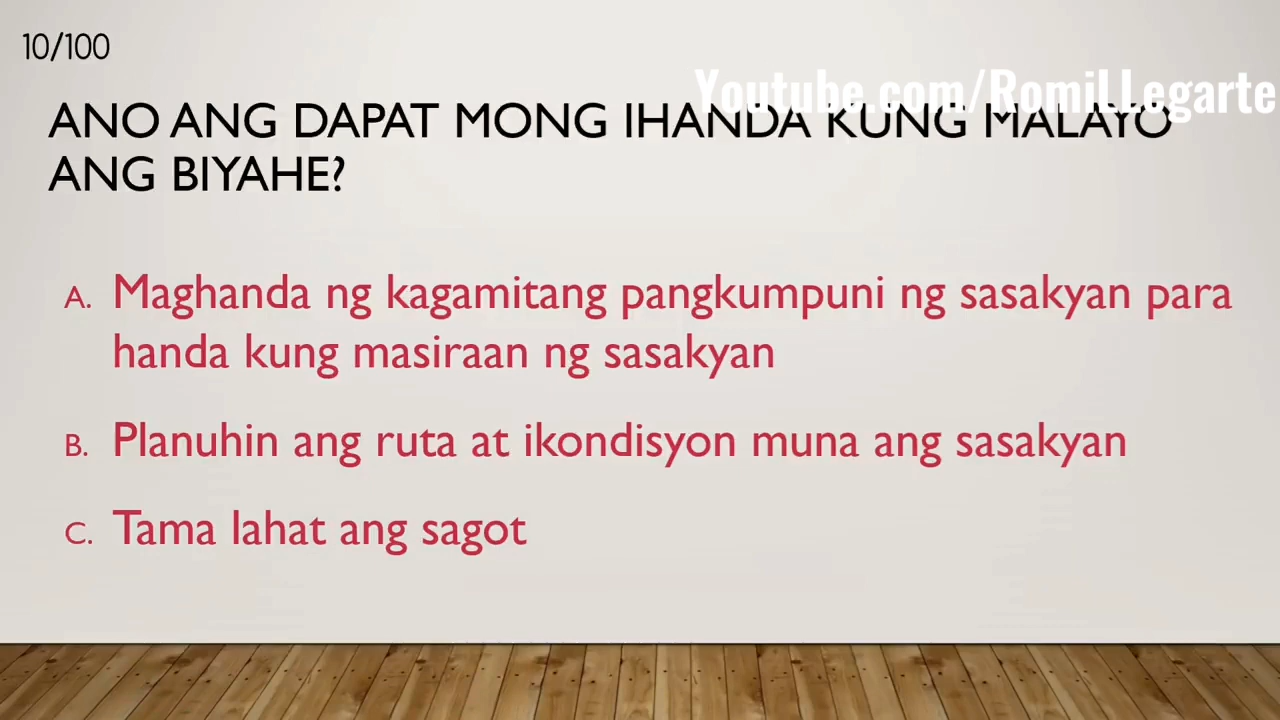 10/100
Youtube.com/RomilLegarte
ANO ANG DAPAT MONG IHANDA KUNG MALAYO
ANG BIYAHE?
A. Maghanda ng kagamitang pangkumpuni ng sasakyan para
handa kung masiraan ng sasakyan
B. Planuhin ang ruta at ikondisyon muna ang sasakyan
C. Tama lahat ang sagot